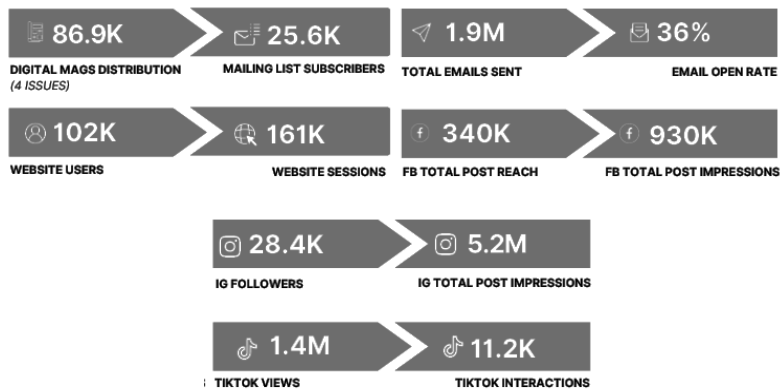 86.9K
25.6K
1.9M
36%
DIGITAL MAGS DISTRIBUTION
(4 ISSUES)
MAILING LIST SUBSCRIBERS
TOTAL EMAILS SENT
EMAIL OPEN RATE
102K
161K
340K
930K
WEBSITE USERS
WEBSITE SESSIONS
FB TOTAL POST REACH
FB TOTAL POST IMPRESSIONS
28.4K
5.2M
IG FOLLOWERS
IG TOTAL POST IMPRESSIONS
1.4M
11.2K
TIKTOK VIEWS
TIKTOK INTERACTIONS